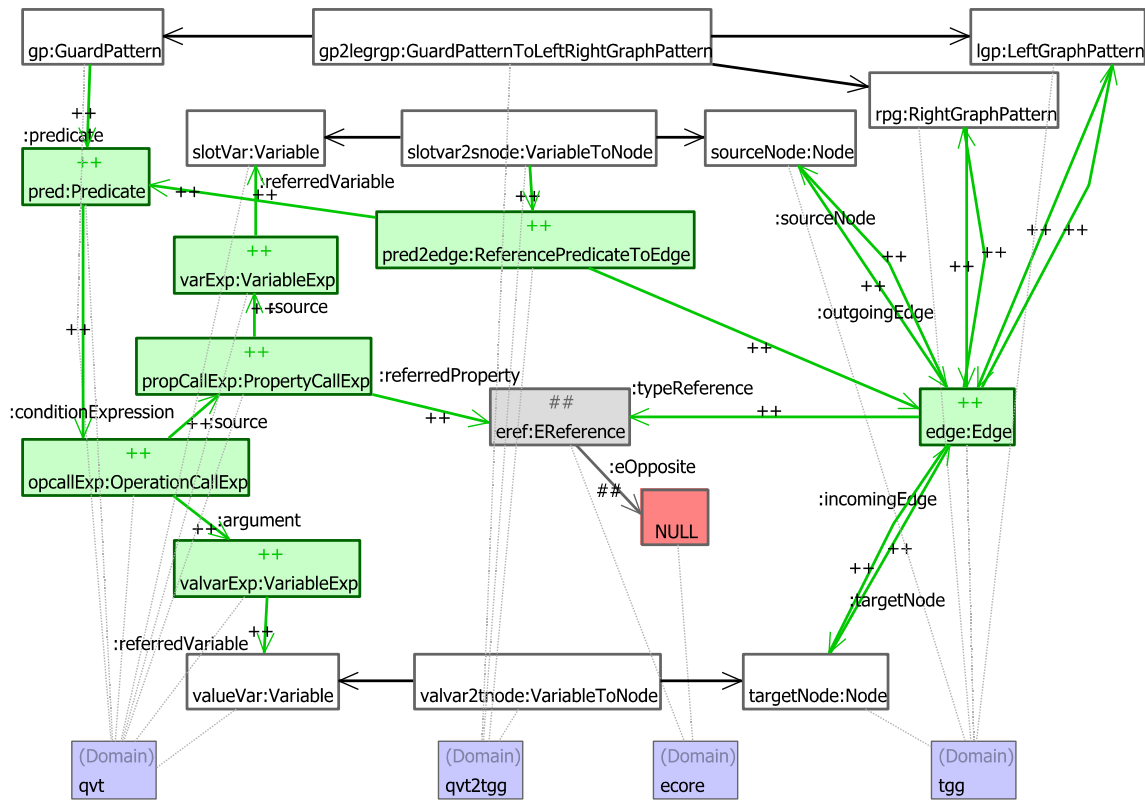 gp:GuardPattern
gp2legrgp:GuardPatternToLeftRightGraphPattern
lgp:LeftGraphPattern
rpg:RightGraphPattern
++
:predicate
slotVar:Variable
slotvar2snode:VariableToNode
sourceNode:Node
++
pred:Predicate
:referredVariable
++
++
++
++
pred2edge:ReferencePredicateToEdge
:sourceNode
++
++
++
++
++
varExp:VariableExp
++
++
++
:source
++
:outgoingEdge
++
++
++
propCallExp:PropertyCallExp
:referredProperty
:typeReference
##
eref:EReference
++
++
++
edge:Edge
:conditionExpression
:source
++
++
opcallExp:OperationCallExp
:eOpposite
##
NULL
:incomingEdge
:argument
++
++
valvarExp:VariableExp
++
++
:targetNode
++
:referredVariable
valueVar:Variable
valvar2tnode:VariableToNode
targetNode:Node
(Domain)
qvt
(Domain)
qvt2tgg
(Domain)
ecore
(Domain)
tgg